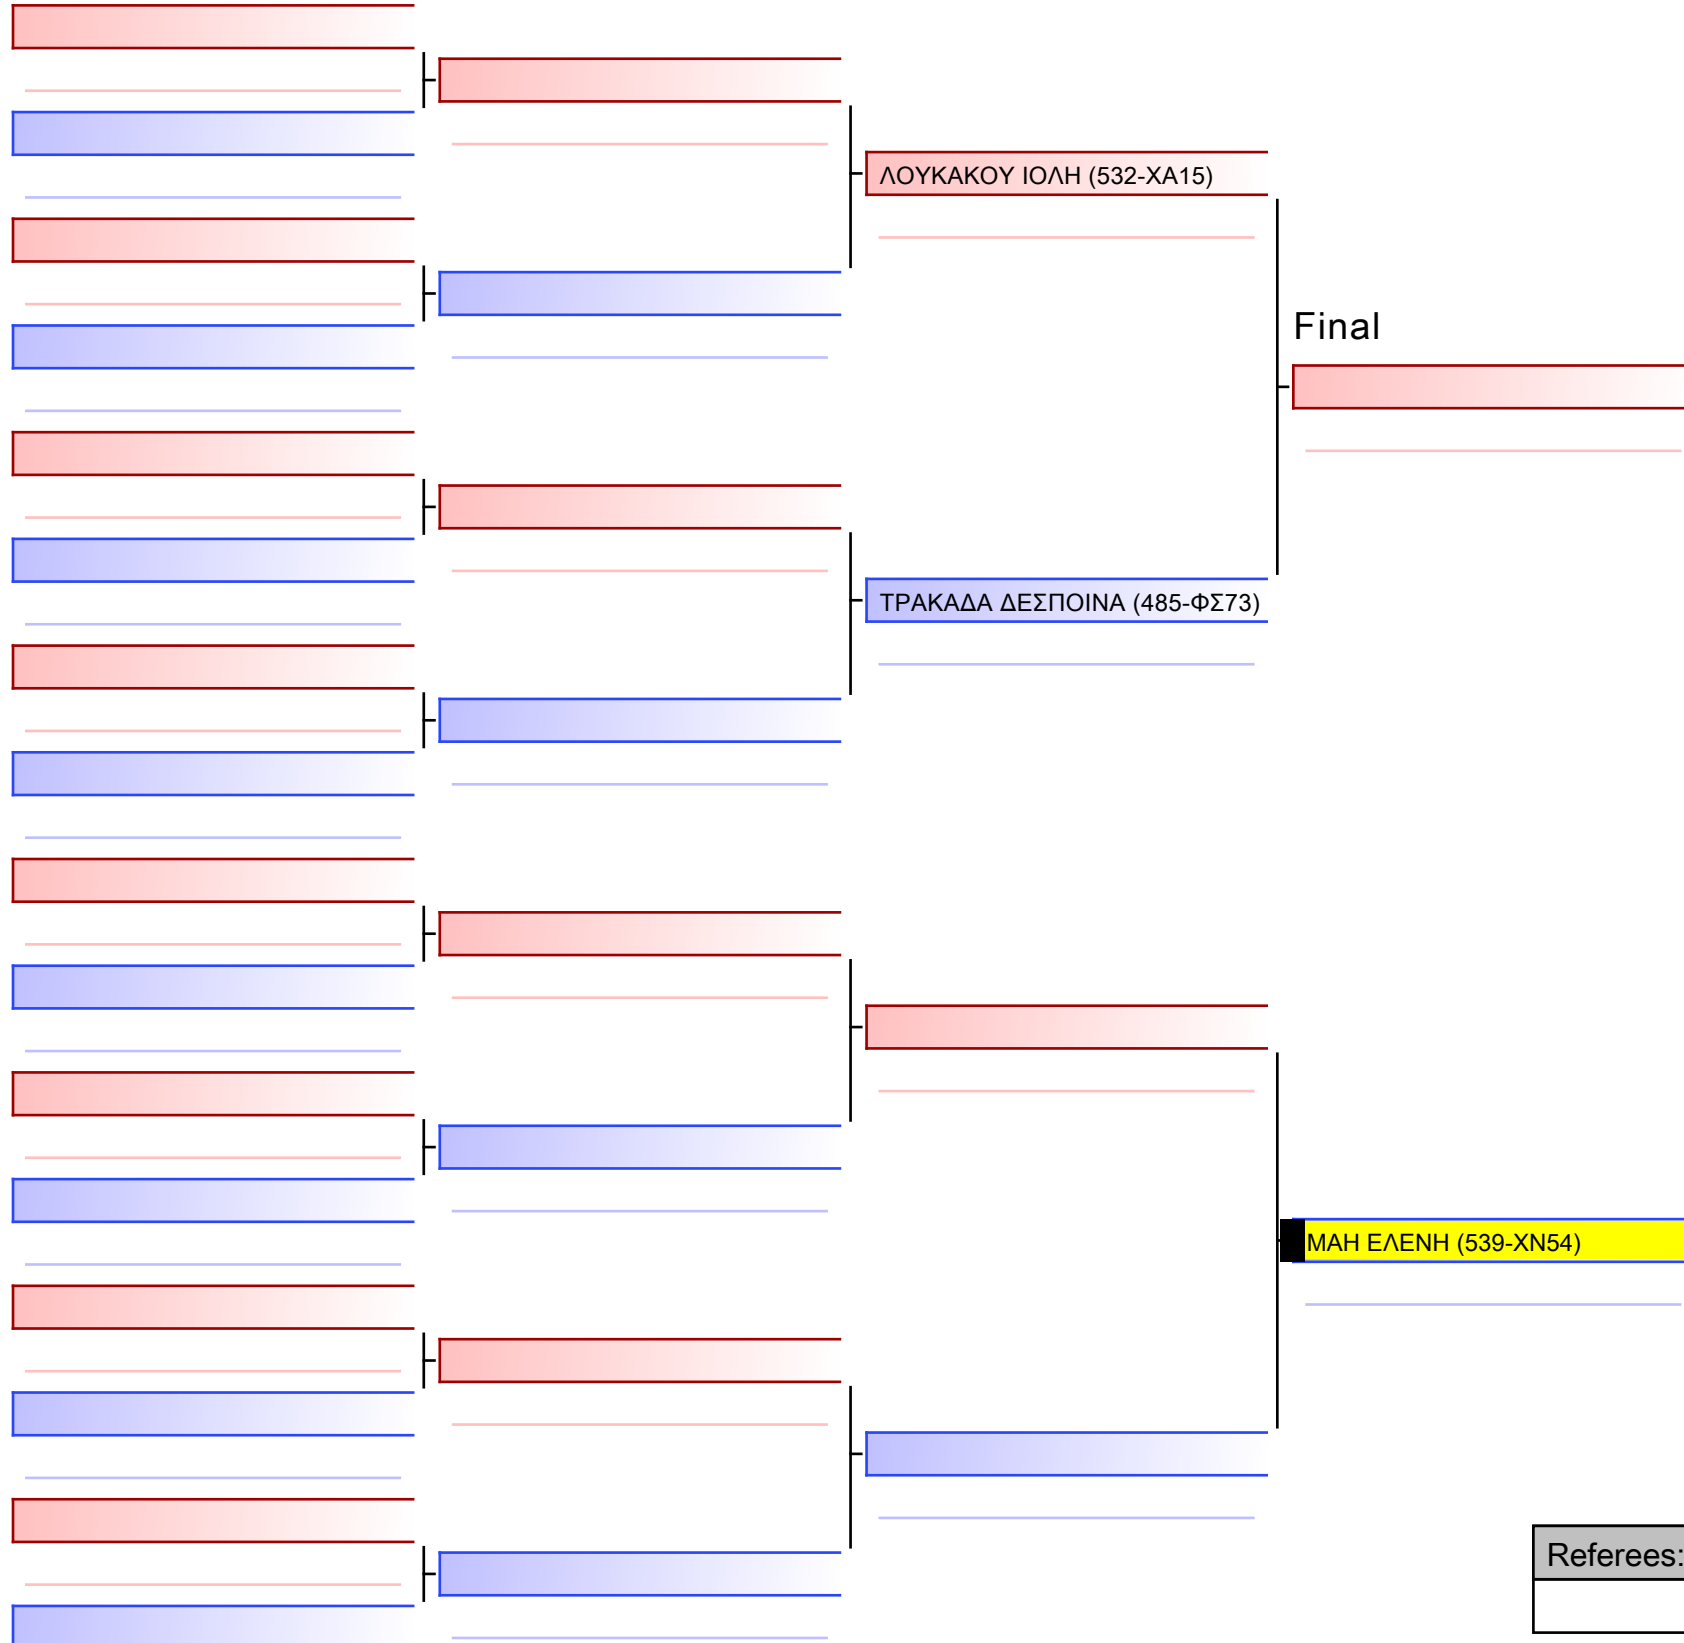 ΛΟΥΚΑΚΟΥ ΙΟΛΗ (532-ΧΑ15)
Final
ΤΡΑΚΑΔΑ ΔΕΣΠΟΙΝΑ (485-ΦΣ73)
ΜΑΗ ΕΛΕΝΗ (539-ΧΝ54)
Referees: